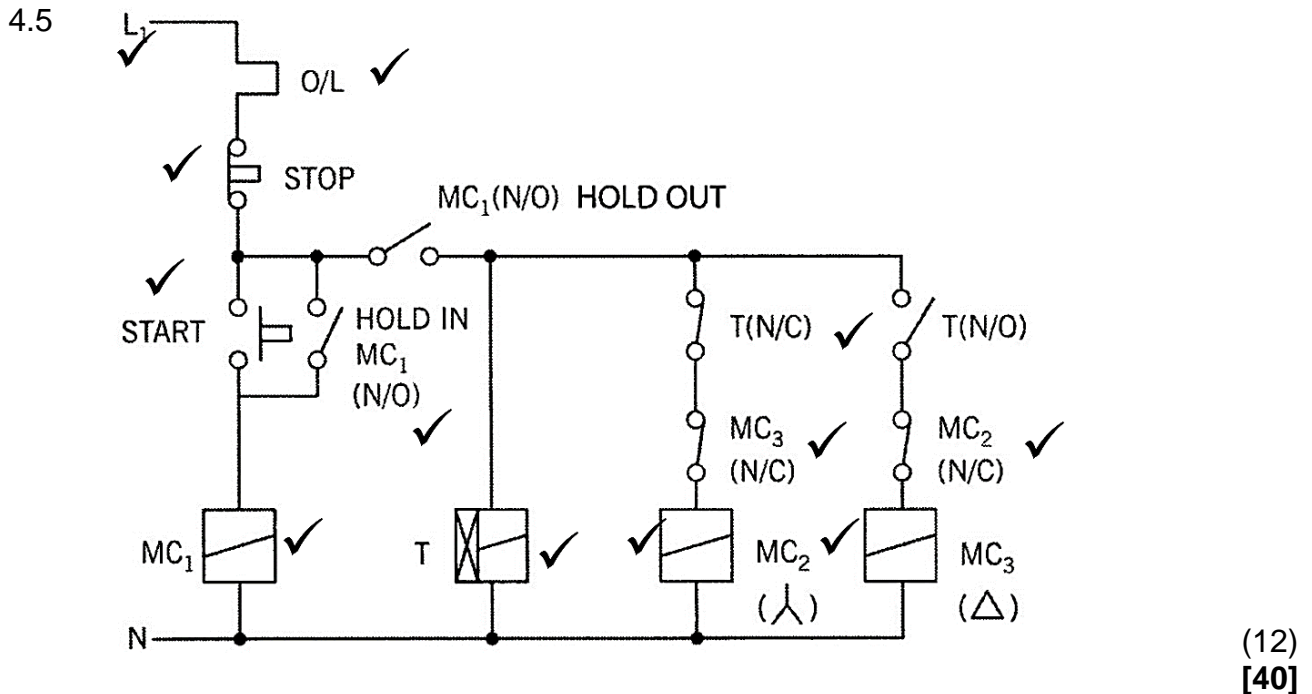 4.5
L₁
O/L
STOP
MC₁(N/O) HOLD OUT
START
HOLD IN
MC₁
(N/O)
T(N/C)
T(N/O)
MC₃
(N/C)
MC₂
(N/C)
MC₁
T
MC₂
(⅄)
MC₃
(△)
N
(12)
[40]